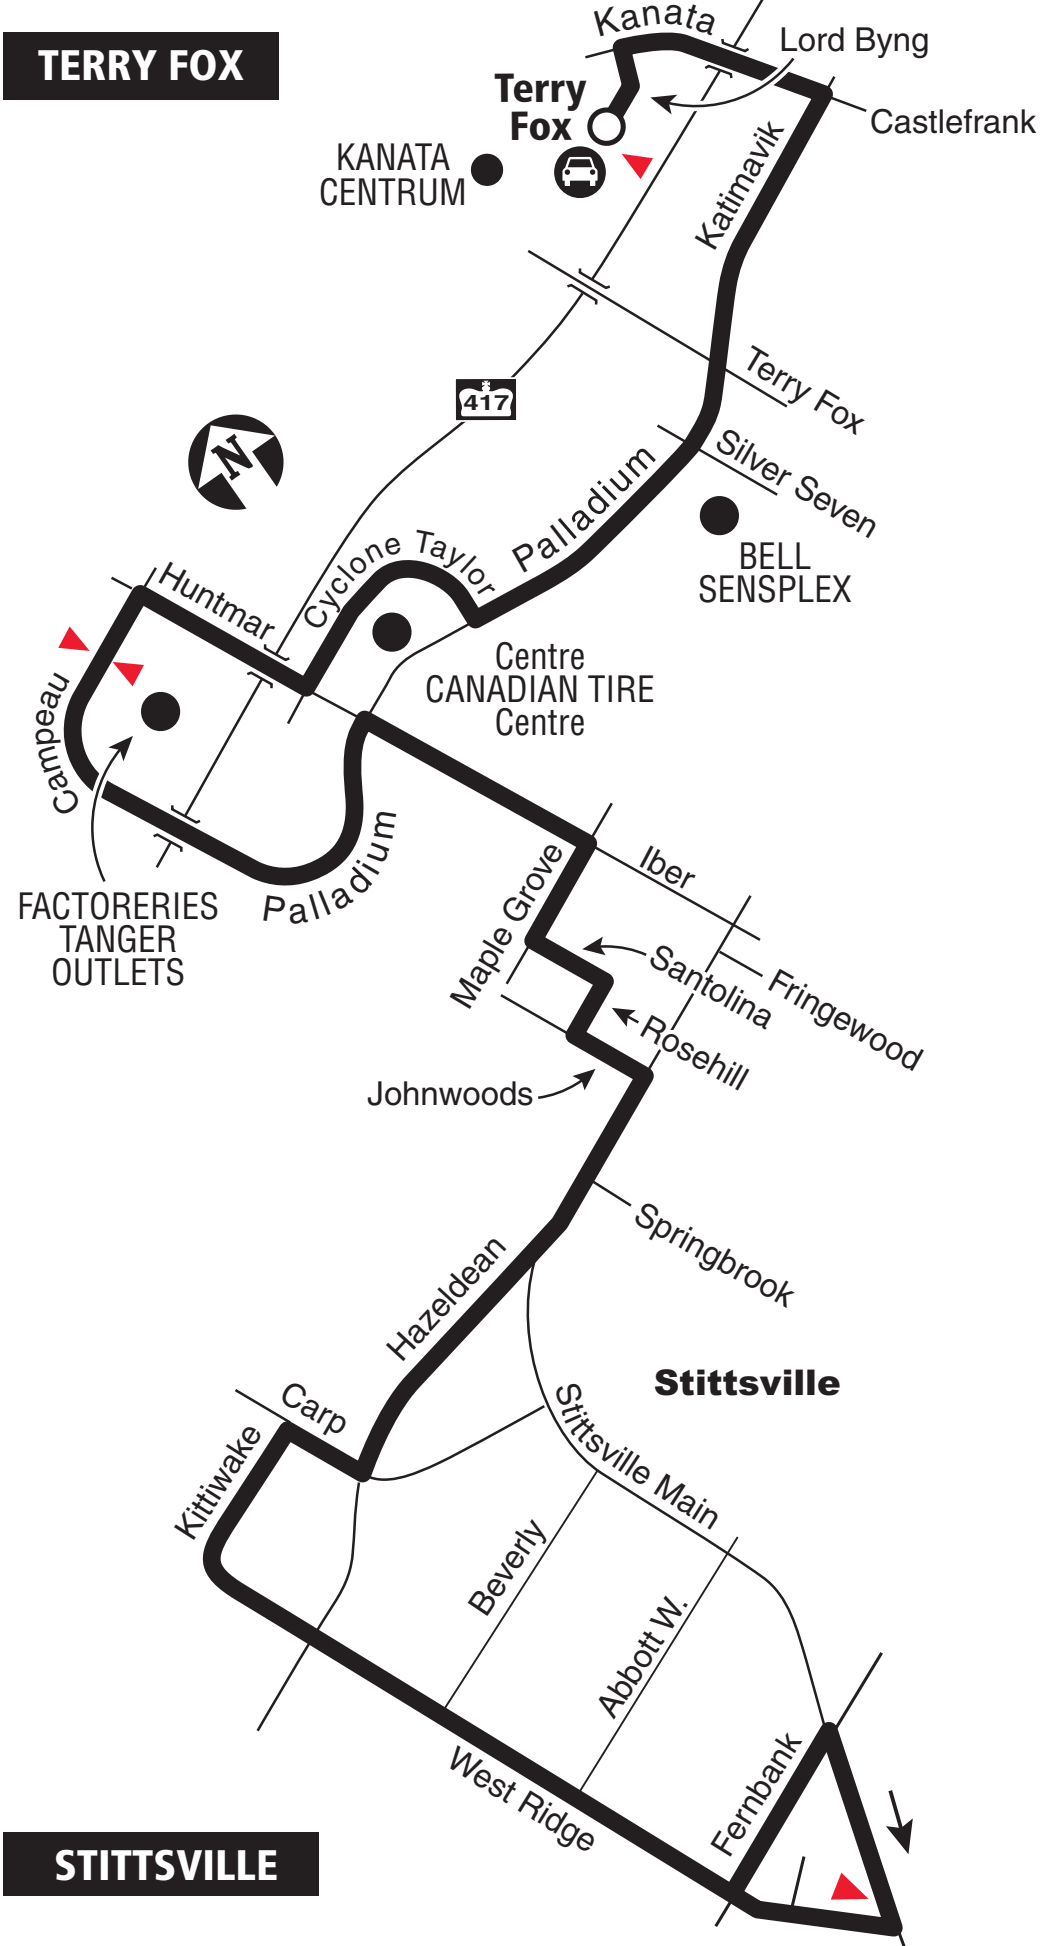 TERRY FOX
Kanata
Lord Byng
Terry
Fox
Castlefrank
KANATA
CENTRUM
Katimavik
Terry Fox
417
N
Silver Seven
Palladium
BELL
SENSPLEX
Cyclone Taylor
Huntmar
Centre
CANADIAN TIRE
Centre
Campeau
Palladium
FACTORERIES
TANGER
OUTLETS
Iber
Maple Grove
Santolina
Fringewood
Rosehill
Johnwoods
Springbrook
Hazeldean
Stittsville
Carp
Stittsville Main
Kittiwake
Beverly
Abbott W.
Fernbank
West Ridge
STITTSVILLE